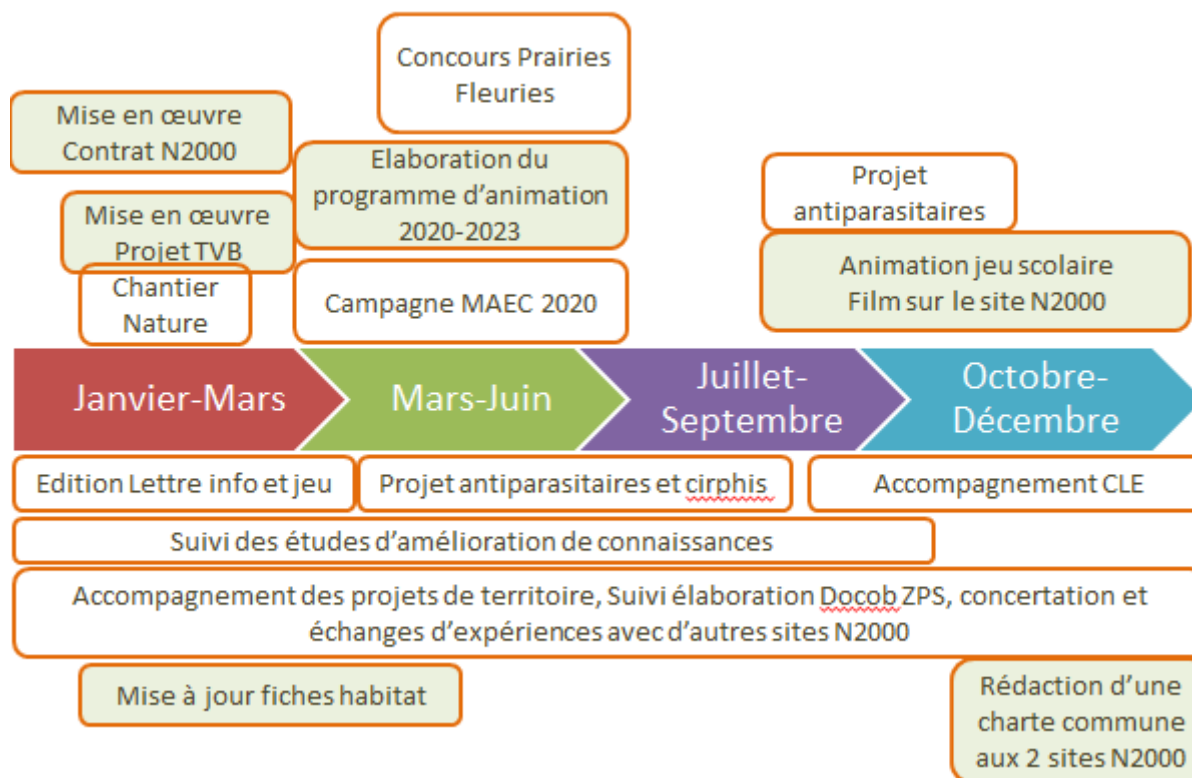 Concours Prairies
Fleuries
Mise en œuvre
Contrat N2000
Elaboration du
programme d'animation
2020-2023
Projet
antiparasitaires
Mise en œuvre
Projet TVB
Animation jeu scolaire
Film sur le site N2000
Chantier
Nature
Campagne MAEC 2020
Janvier-Mars
Mars-Juin
Juillet-
Septembre
Octobre-
Décembre
Edition Lettre info et jeu
Projet antiparasitaires et cirphis
Accompagnement CLE
Suivi des études d'amélioration de connaissances
Accompagnement des projets de territoire, Suivi élaboration Docob ZPS, concertation et
échanges d'expériences avec d'autres sites N2000
Mise à jour fiches habitat
Rédaction d'une
charte commune
aux 2 sites N2000